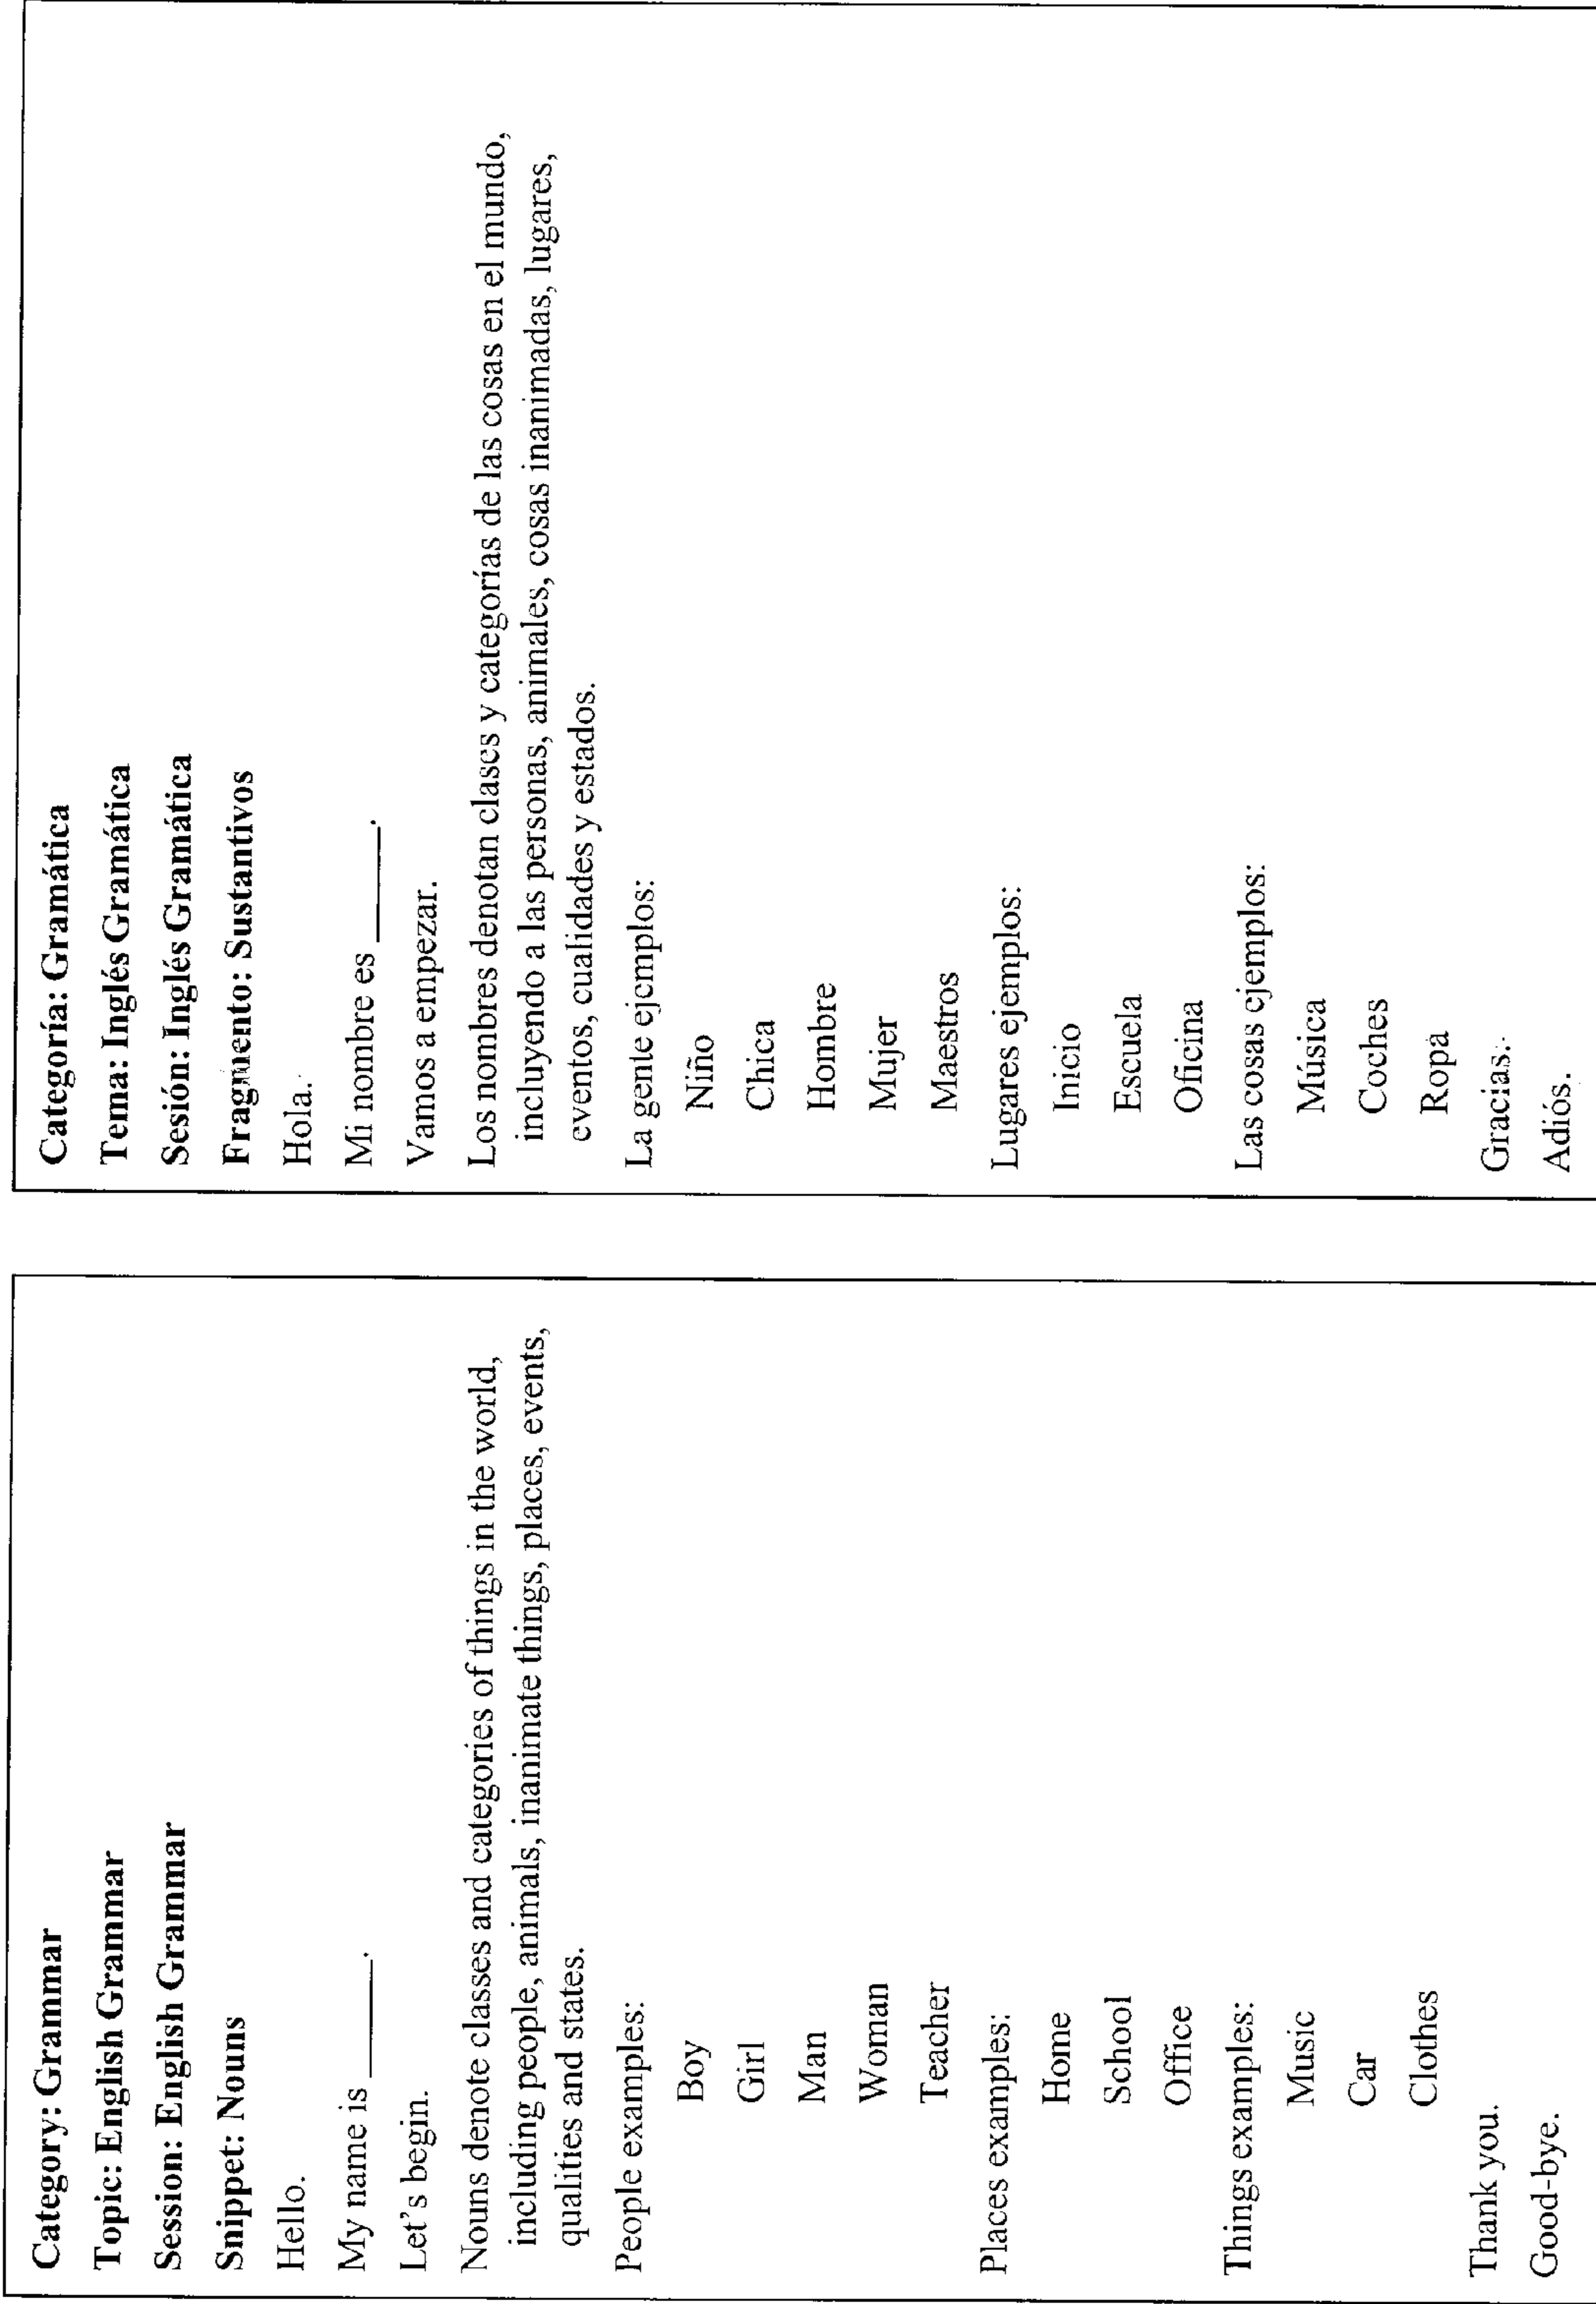 Category: Grammar
Topic: English Grammar
Session: English Grammar
Snippet: Nouns
Hello.
My name is _____.
Let's begin.
Nouns denote classes and categories of things in the world,
including people, animals, inanimate things, places, events,
qualities and states.
People examples:
Boy
Girl
Man
Woman
Teacher
Places examples:
Home
School
Office
Things examples:
Music
Car
Clothes
Thank you.
Good-bye.
Categoría: Gramática
Tema: Inglés Gramática
Sesión: Inglés Gramática
Fragmento: Sustantivos
Hola.
Mi nombre es _____.
Vamos a empezar.
Los nombres denotan clases y categorías de las cosas en el mundo,
incluyendo a las personas, animales, cosas inanimadas, lugares,
eventos, cualidades y estados.
La gente ejemplos:
Niño
Chica
Hombre
Mujer
Maestros
Lugares ejemplos:
Inicio
Escuela
Oficina
Las cosas ejemplos:
Música
Coches
Ropa
Gracias.
Adiós.